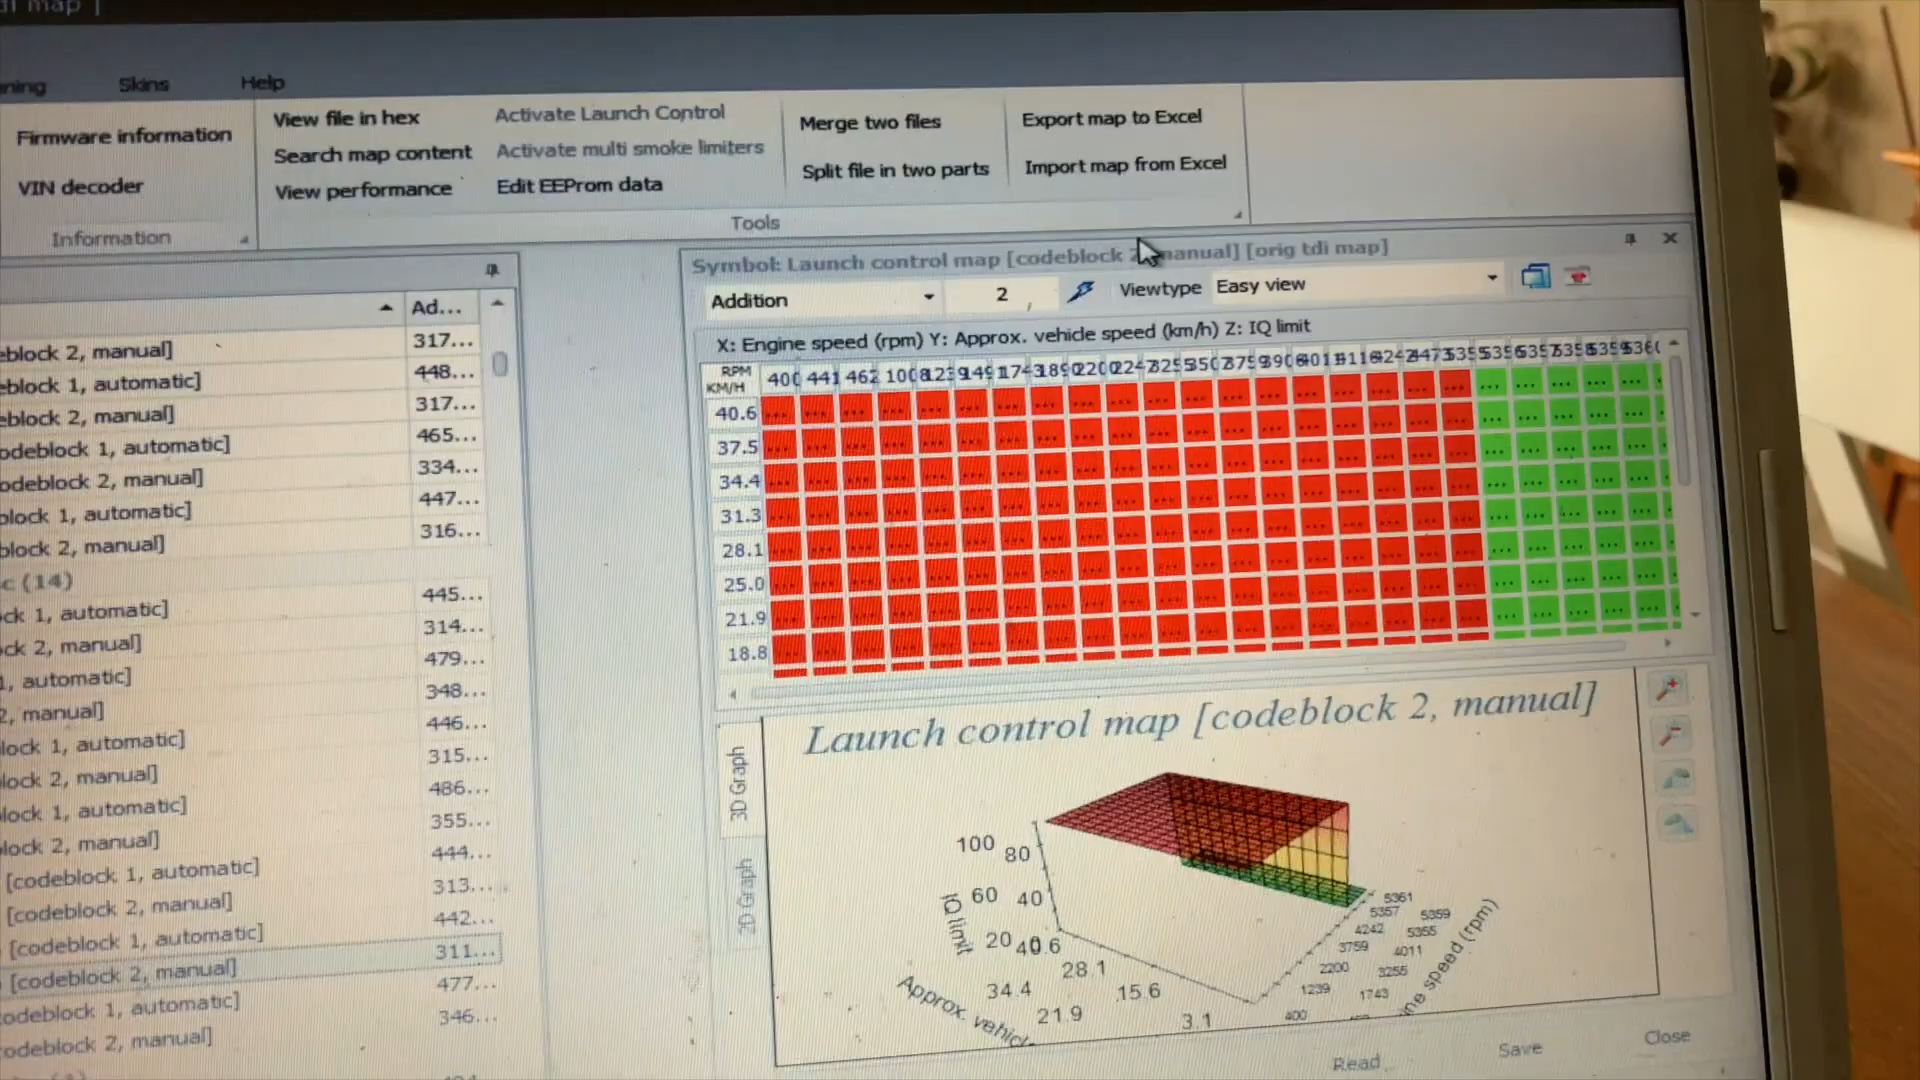 di map ]
ning Skins Help
Firmware information
VIN decoder
Information
View file in hex
Search map content
View performance
Activate Launch Control
Activate multi smoke limiters
Edit EEProm data
Tools
Merge two files
Split file in two parts
Export map to Excel
Import map from Excel
Ad...
eblock 2, manual] 317...
eblock 1, automatic] 448...
eblock 2, manual] 317...
odeblock 1, automatic] 465...
odeblock 2, manual] 334...
block 1, automatic] 447...
block 2, manual] 316...
c (14)
ck 1, automatic] 445...
ck 2, manual] 314...
1, automatic] 479...
2, manual] 348...
lock 1, automatic] 446...
lock 2, manual] 315...
lock 1, automatic] 486...
lock 2, manual] 355...
[codeblock 1, automatic] 444...
[codeblock 2, manual] 313...
[codeblock 1, automatic] 442...
[codeblock 2, manual] 311...
odeblock 1, automatic] 477...
odeblock 2, manual] 346...
Symbol: Launch control map [codeblock 2, manual] [orig tdi map]
Addition 2 Viewtype Easy view
X: Engine speed (rpm) Y: Approx. vehicle speed (km/h) Z: IQ limit
RPM
KM/H
400 441 462 1008
40.6
37.5
34.4
31.3
28.1
25.0
21.9
18.8
3D Graph
2D Graph
Launch control map [codeblock 2, manual]
100 80
60 40
20
IQ limit
40.6
34.4 28.1
21.9 15.6
3.1
Approx. vehicl
400
1239 1743
2200 3255
3759 4011
4242 5355
5357 5359
5361
ine speed (rpm)
Read Save Close